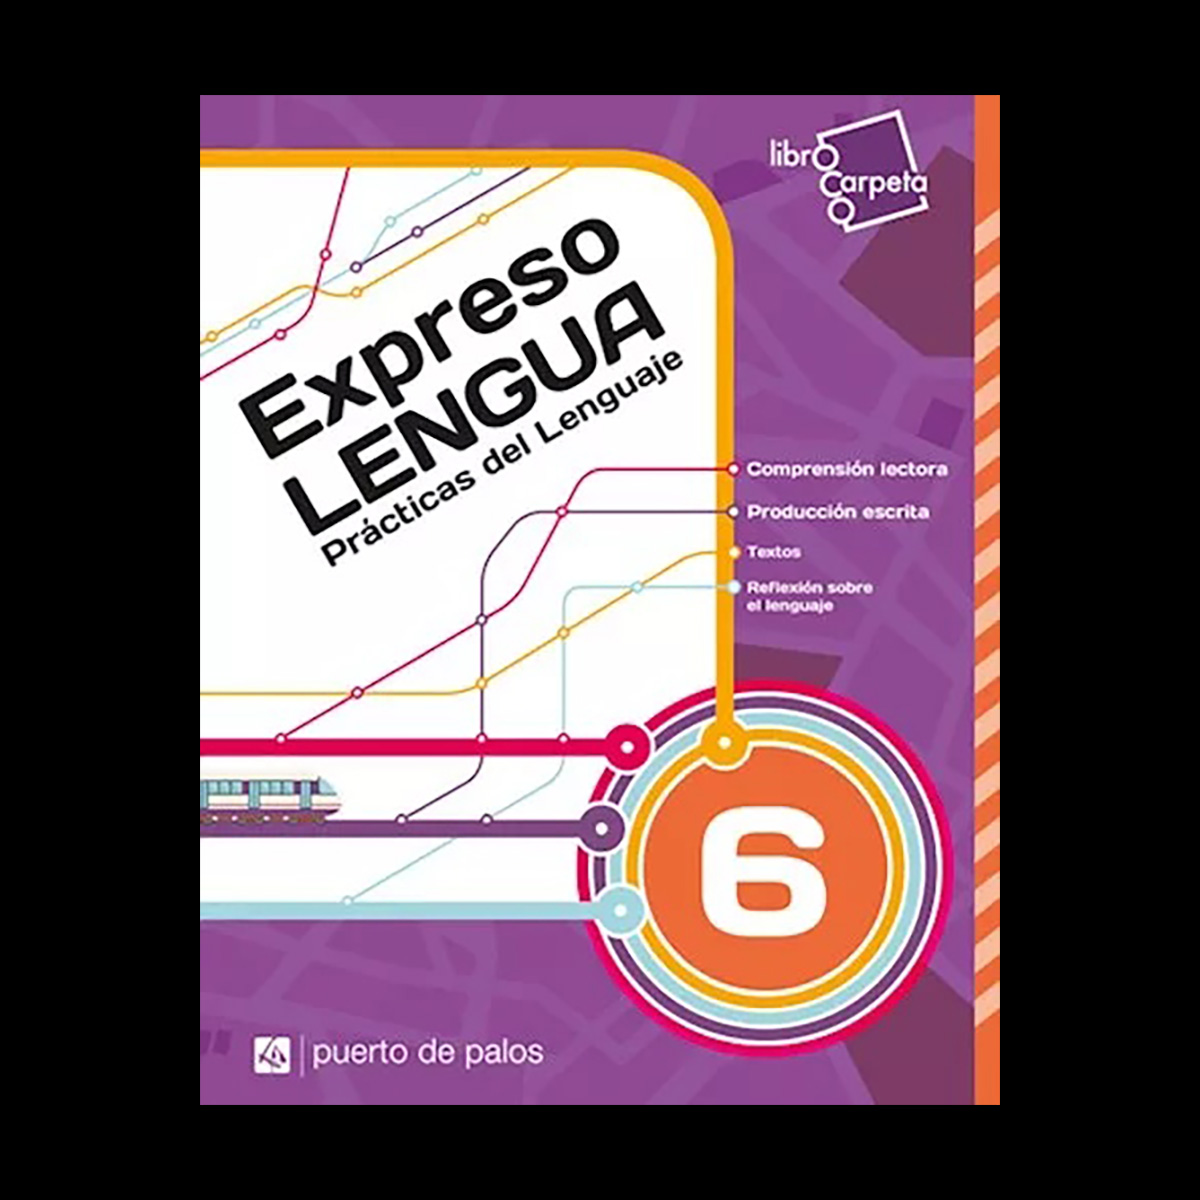 libro
Carpeta
Expreso
LENGUA
Prácticas del Lenguaje
Comprensión lectora
Producción escrita
Textos
Reflexión sobre
el lenguaje
6
puerto de palos